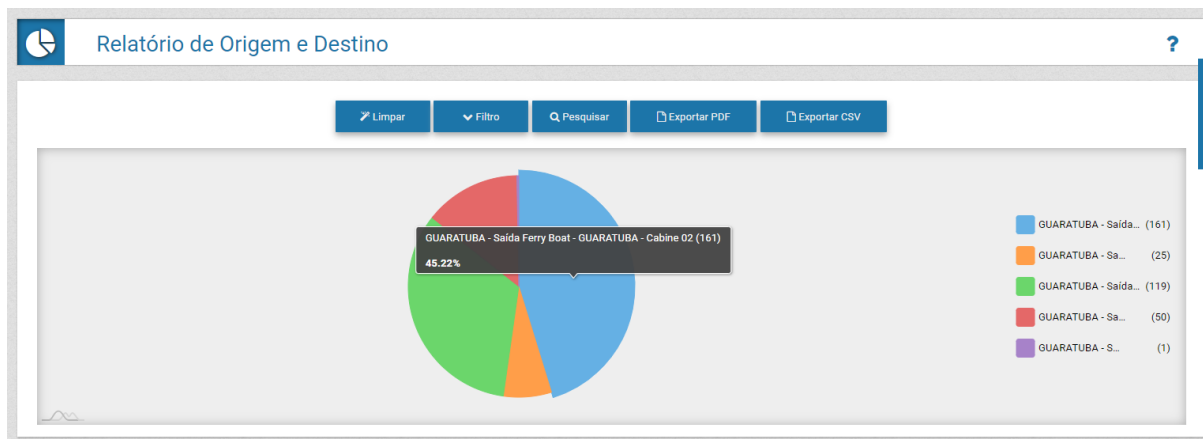 Relatório de Origem e Destino
?
Limpar
Filtro
Pesquisar
Exportar PDF
Exportar CSV
GUARATUBA - Saída Ferry Boat - GUARATUBA - Cabine 02 (161)
45.22%
GUARATUBA - Saída... (161)
GUARATUBA - Sa... (25)
GUARATUBA - Saída... (119)
GUARATUBA - Sa... (50)
GUARATUBA - S... (1)